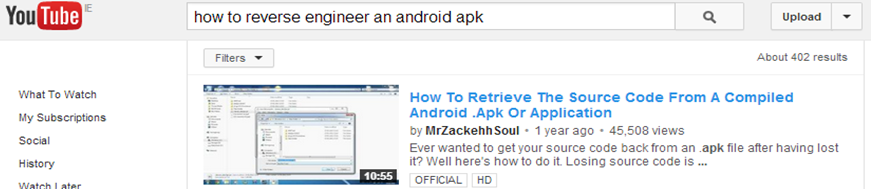 You Tube IE
how to reverse engineer an android apk
Upload
Filters
About 402 results
What To Watch
My Subscriptions
Social
History
Watch Later
10:55
How To Retrieve The Source Code From A Compiled
Android .Apk Or Application
by MrZackehhSoul • 1 year ago • 45,508 views
Ever wanted to get your source code back from an .apk file after having lost
it? Well here's how to do it. Losing source code is ...
OFFICIAL HD